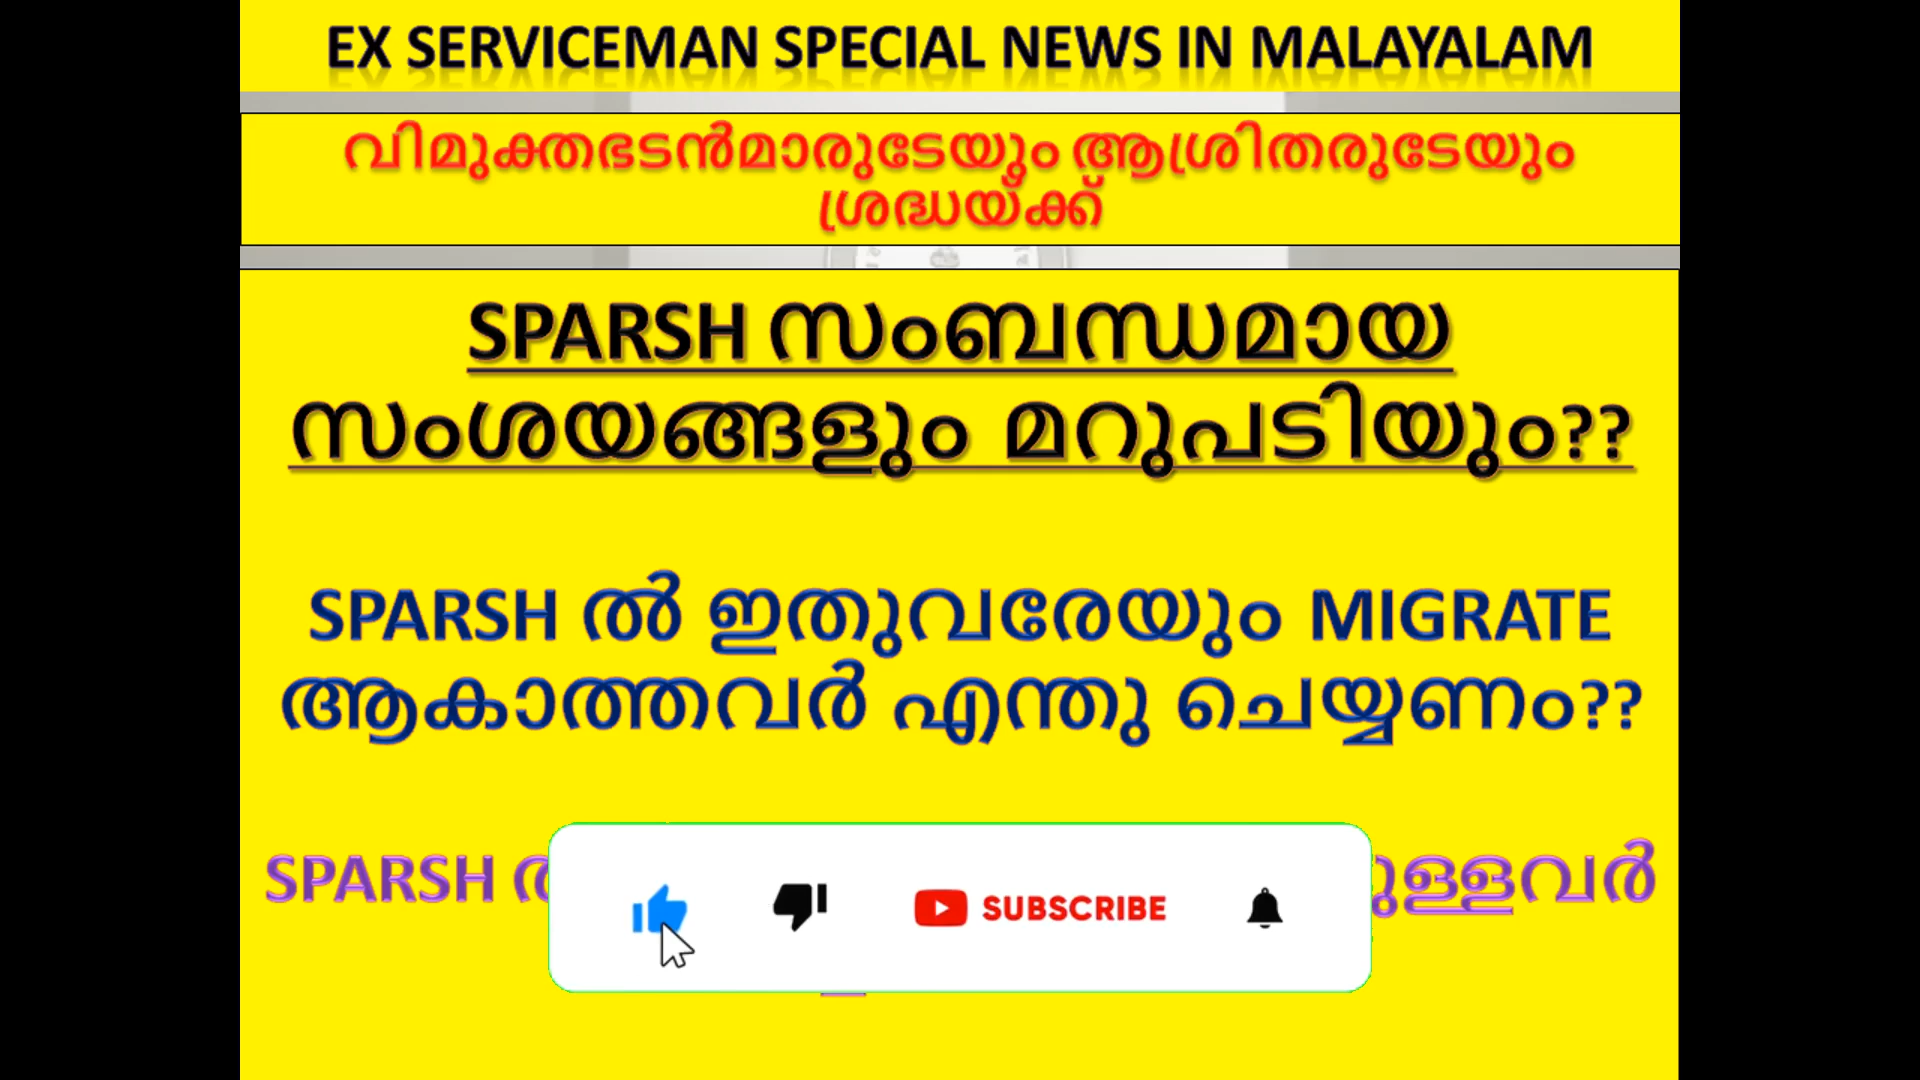 EX SERVICEMAN SPECIAL NEWS IN MALAYALAM
വിമുക്തഭടൻമാരുടേയും ആശ്രിതരുടേയും
ശ്രദ്ധയ്ക്ക്
SPARSH സംബന്ധമായ
സംശയങ്ങളും മറുപടിയും??
SPARSH ൽ ഇതുവരേയും MIGRATE
ആകാത്തവർ എന്തു ചെയ്യണം??
SPARSH
SUBSCRIBE